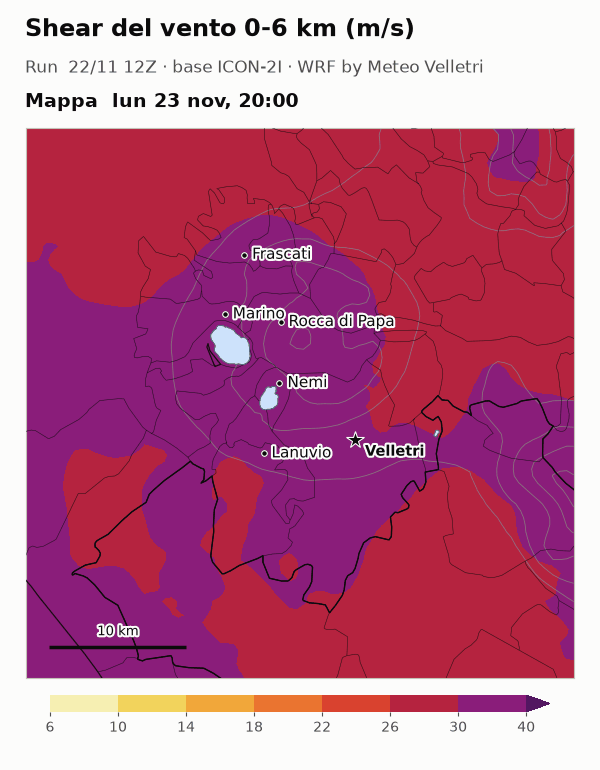 Shear del vento 0-6 km (m/s)
Run  22/11 12Z · base ICON-2I · WRF by Meteo Velletri
Mappa  lun 23 nov, 20:00
Frascati
Marino
Rocca di Papa
Nemi
Velletri
Lanuvio
10 km
6 10 14 18 22 26 30 40